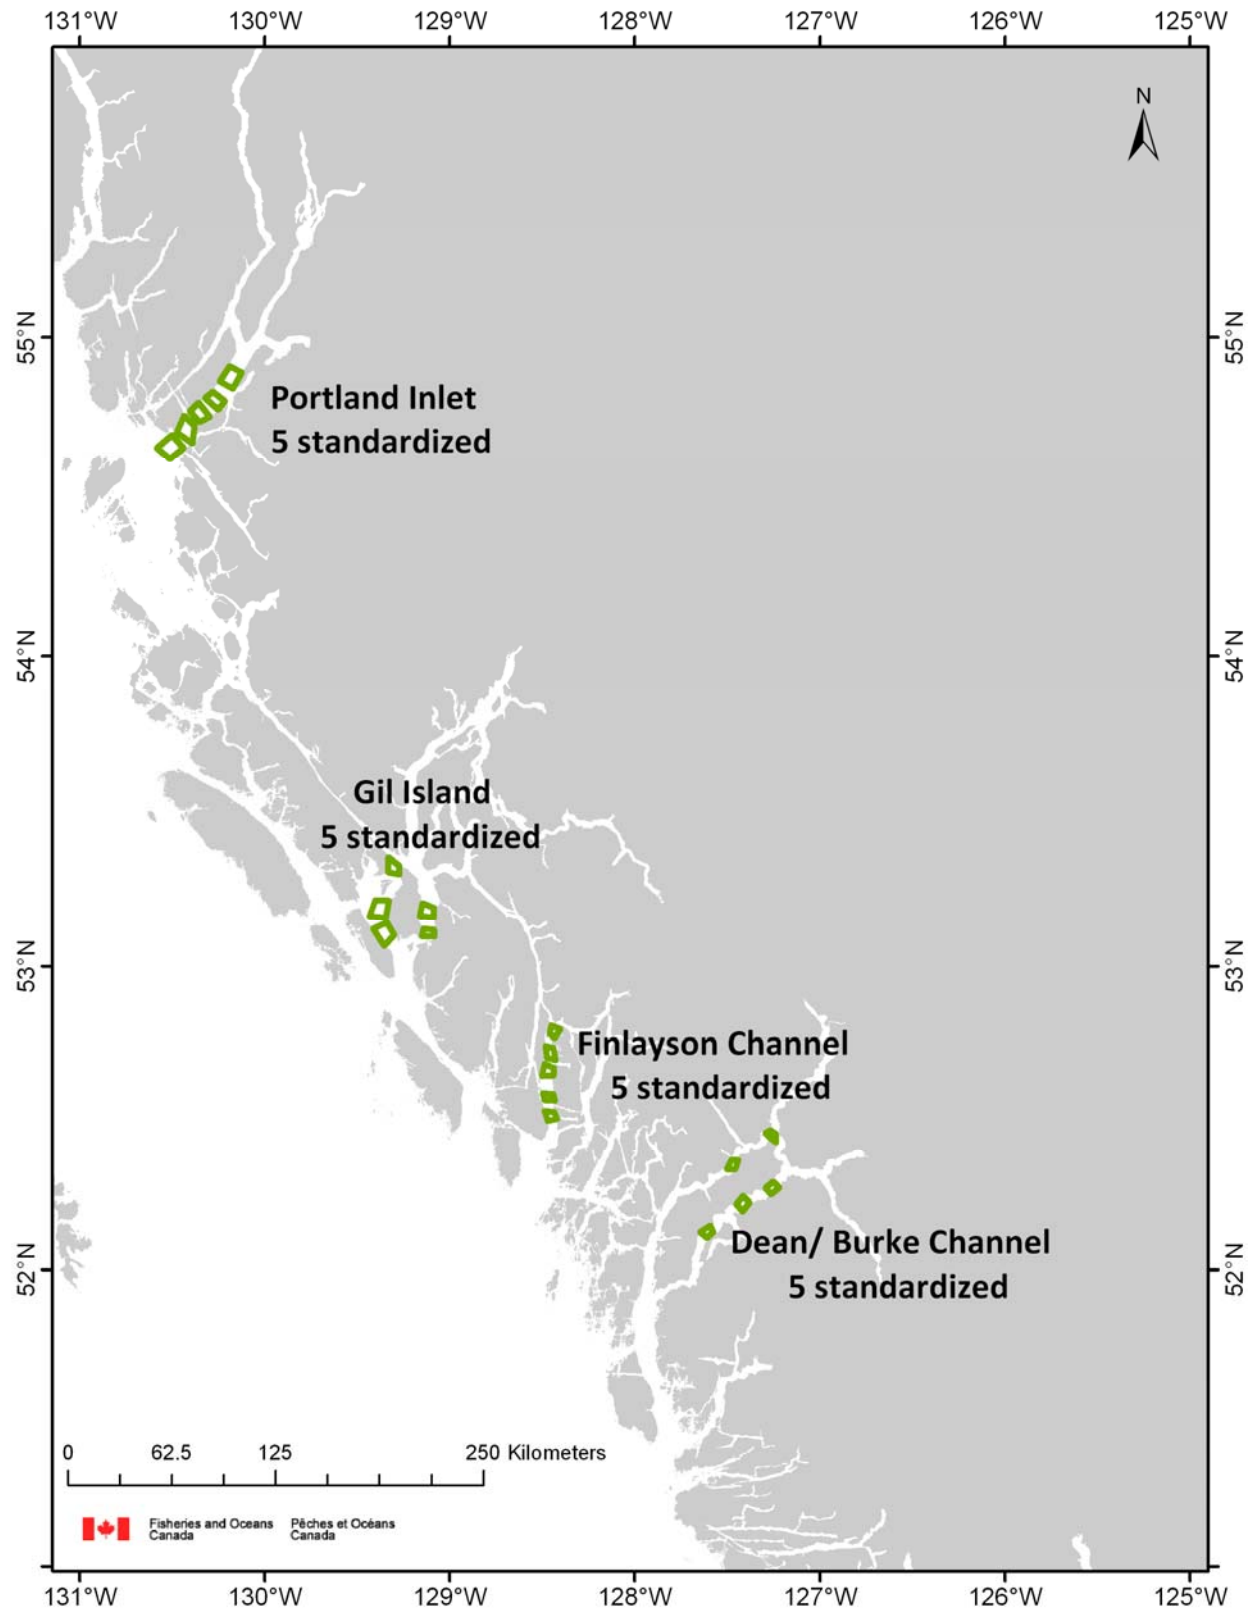 131°W 130°W 129°W 128°W 127°W 126°W 125°W
N
55°N 55°N
Portland Inlet
5 standardized
54°N 54°N
Gil Island
5 standardized
53°N 53°N
Finlayson Channel
5 standardized
Dean/ Burke Channel
5 standardized
52°N 52°N
0 62.5 125 250 Kilometers
Fisheries and Oceans Pêches et Océans
Canada Canada
131°W 130°W 129°W 128°W 127°W 126°W 125°W